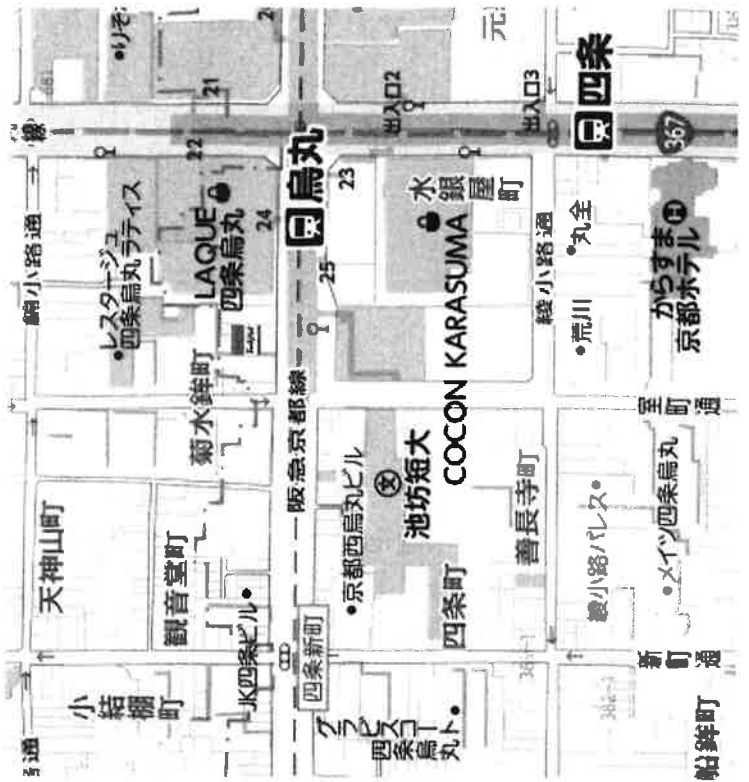 綾小路通
錦小路通
新町通
室町通
小結棚町
天神山町
観音堂町
菊水鉾町
レスタージュ
四条烏丸ラティス
LAQUE
四条烏丸
JK四条ビル
四条新町
阪急京都線
烏丸
21
22
23
24
25
出入口2
出入口3
四条
367
グラビスコート
四条烏丸
京都西烏丸ビル
池坊短大
四条町
COCON KARASUMA
水銀屋町
善長寺町
綾小路パレス
メイツ四条烏丸
荒川
丸全
からすま
京都ホテル
船鉾町